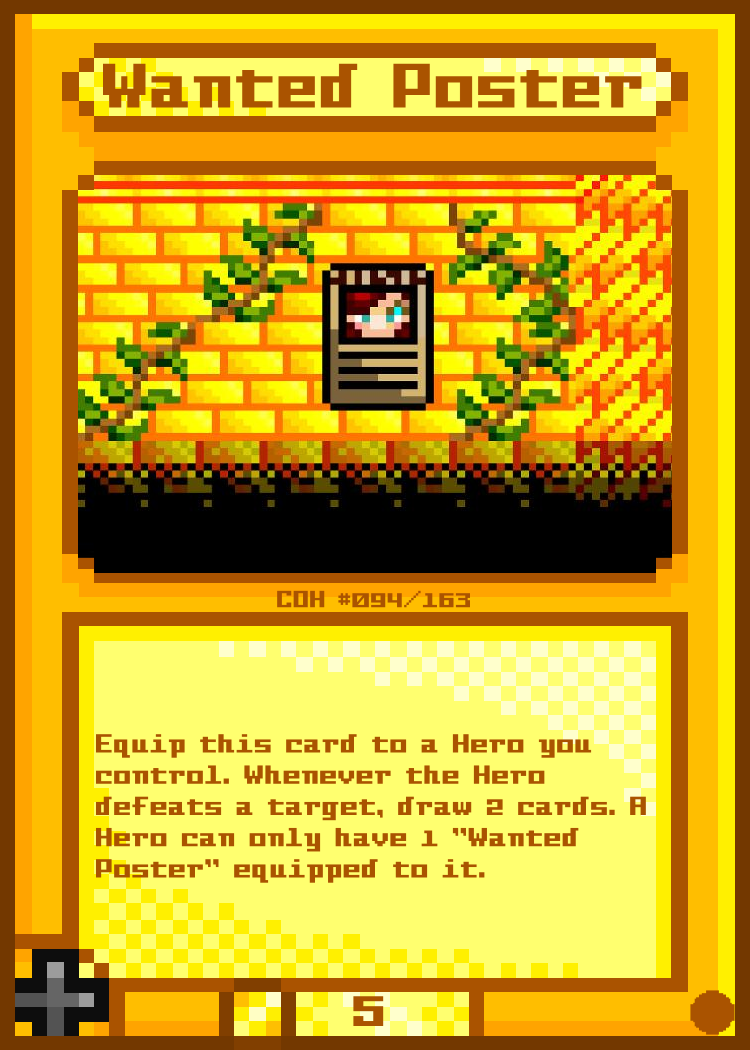 Wanted Poster
COH #094/163
Equip this card to a Hero you
control. Whenever the Hero
defeats a target, draw 2 cards. A
Hero can only have 1 "Wanted
Poster" equipped to it.
5